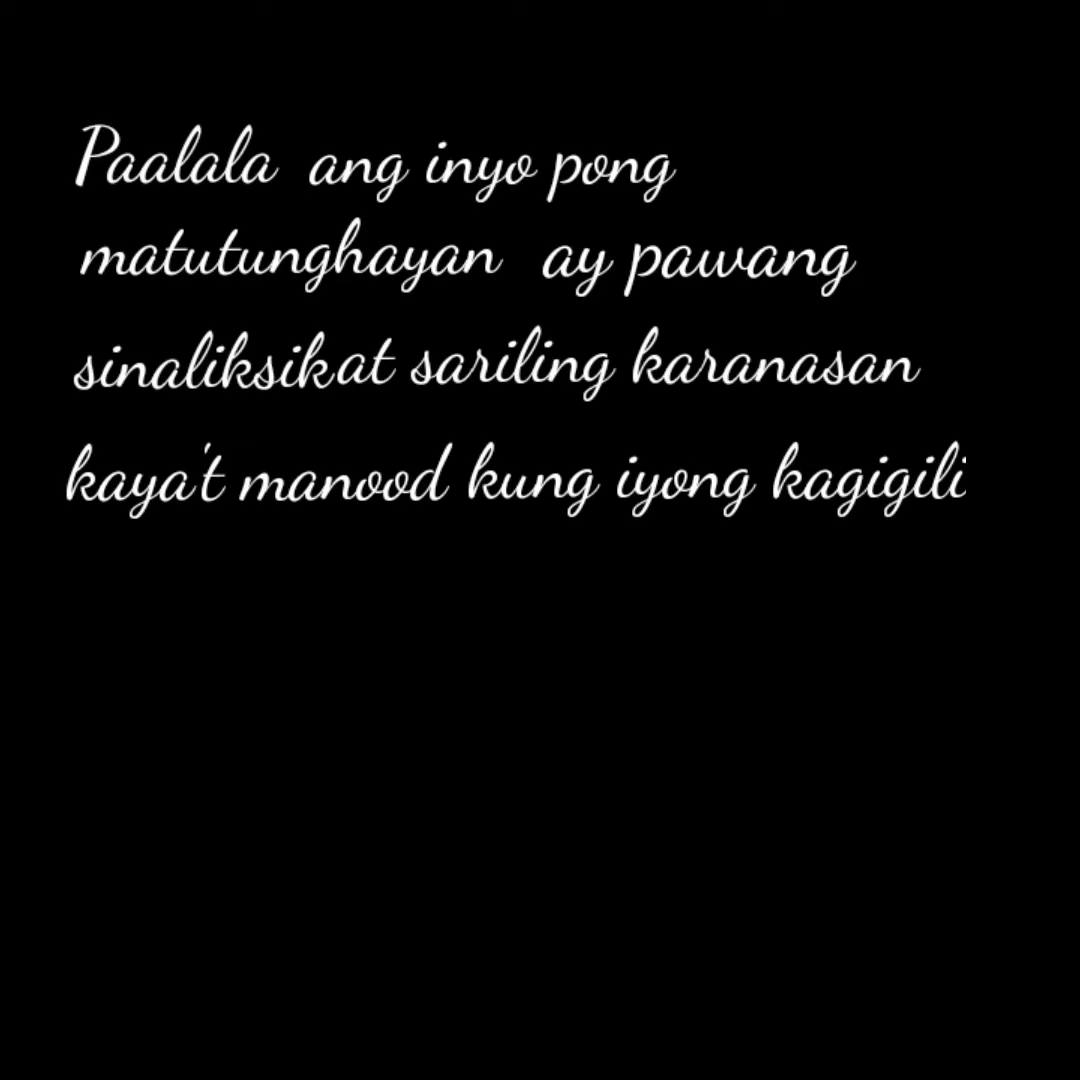 Paalala ang inyo pong
matutunghayan ay pawang
sinaliksikat sariling karanasan
kaya't manood kung iyong kagigili